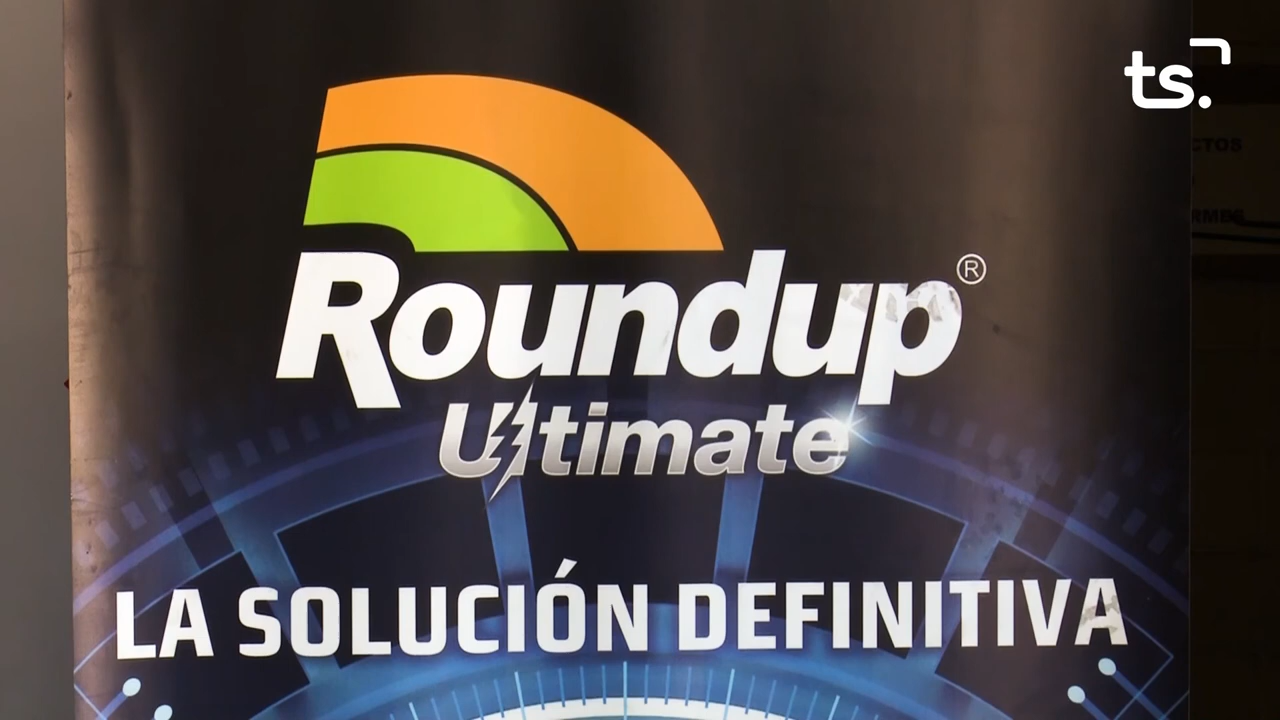 ts.
Roundup®
Ultimate
LA SOLUCIÓN DEFINITIVA